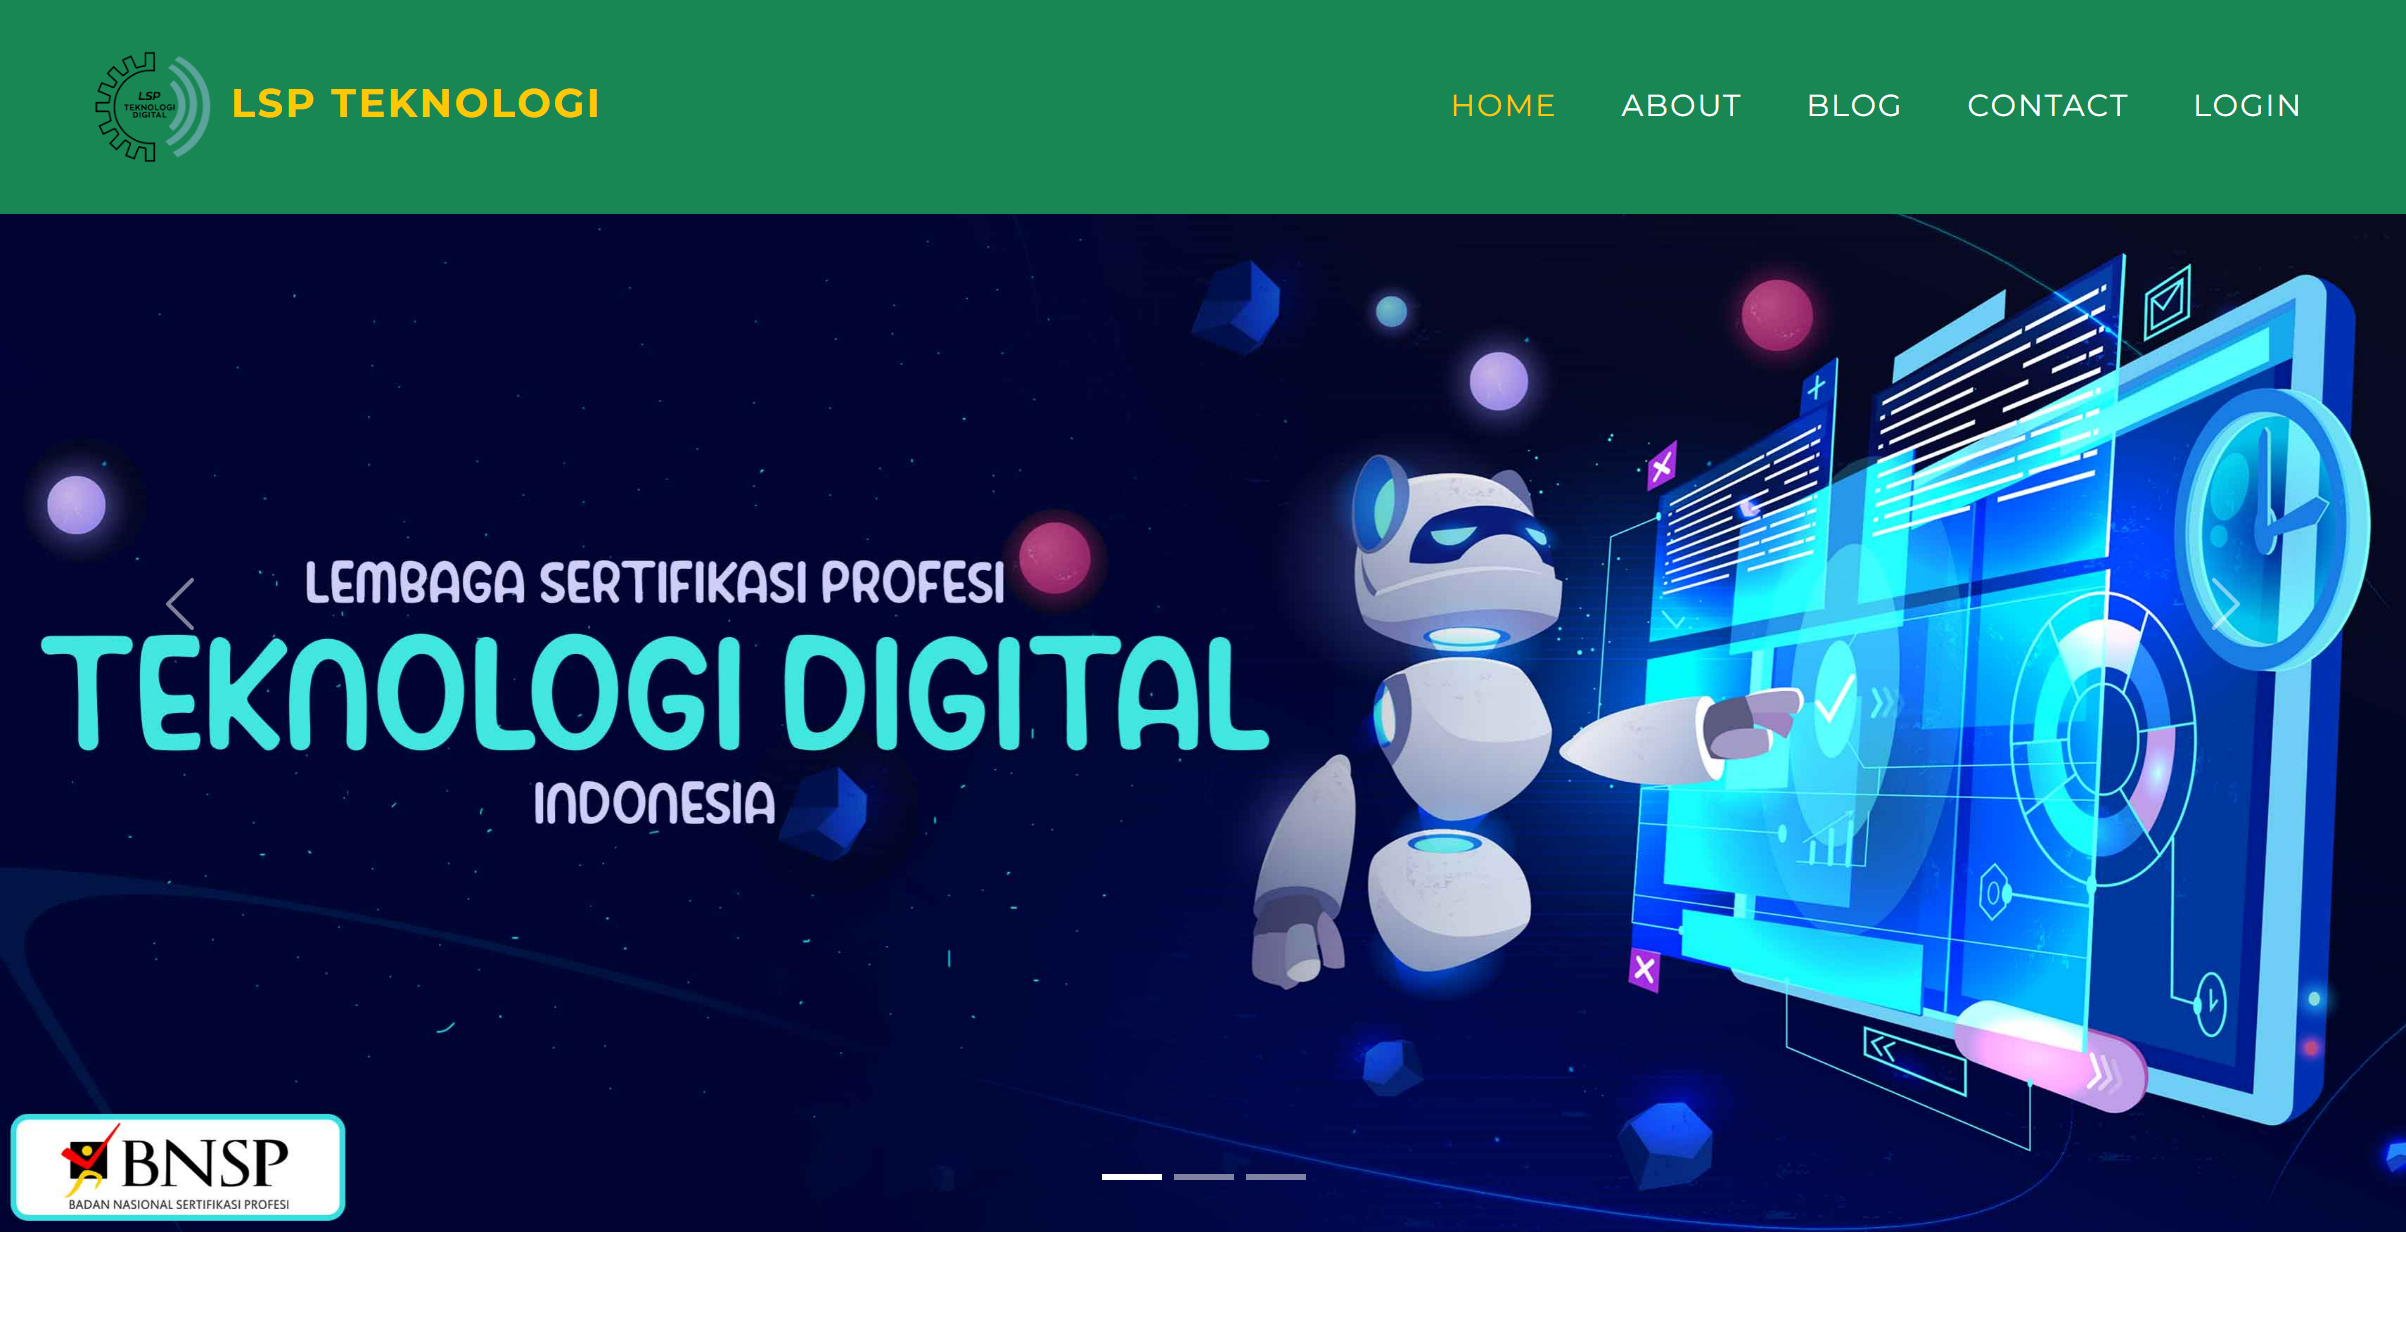 LSP
TEKNOLOGI
DIGITAL
LSP TEKNOLOGI
HOME ABOUT BLOG CONTACT LOGIN
LEMBAGA SERTIFIKASI PROFESI
TEKNOLOGI DIGITAL
INDONESIA
BNSP
BADAN NASIONAL SERTIFIKASI PROFESI